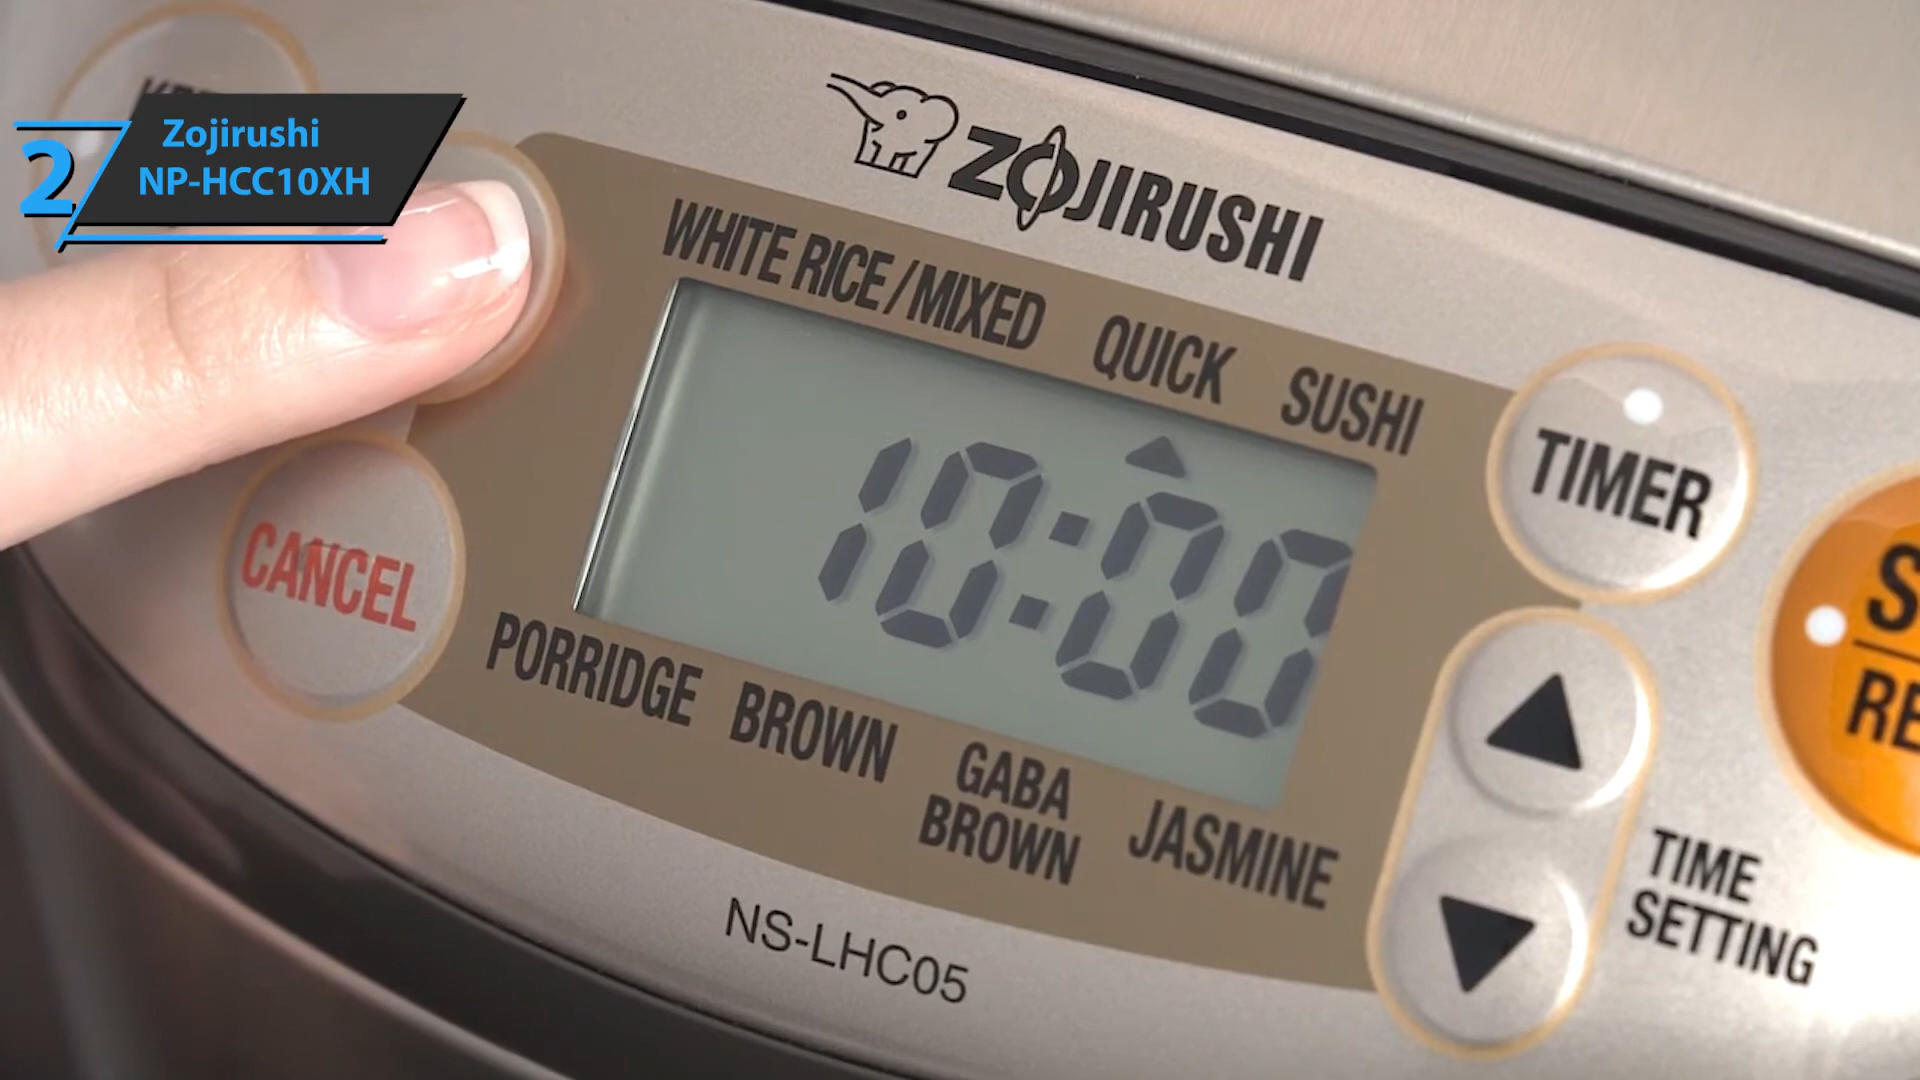 2
Zojirushi
NP-HCC10XH
ZOJIRUSHI
WHITE RICE/MIXED QUICK SUSHI
10:00
TIMER
CANCEL
PORRIDGE BROWN GABA BROWN JASMINE
TIME
SETTING
NS-LHC05